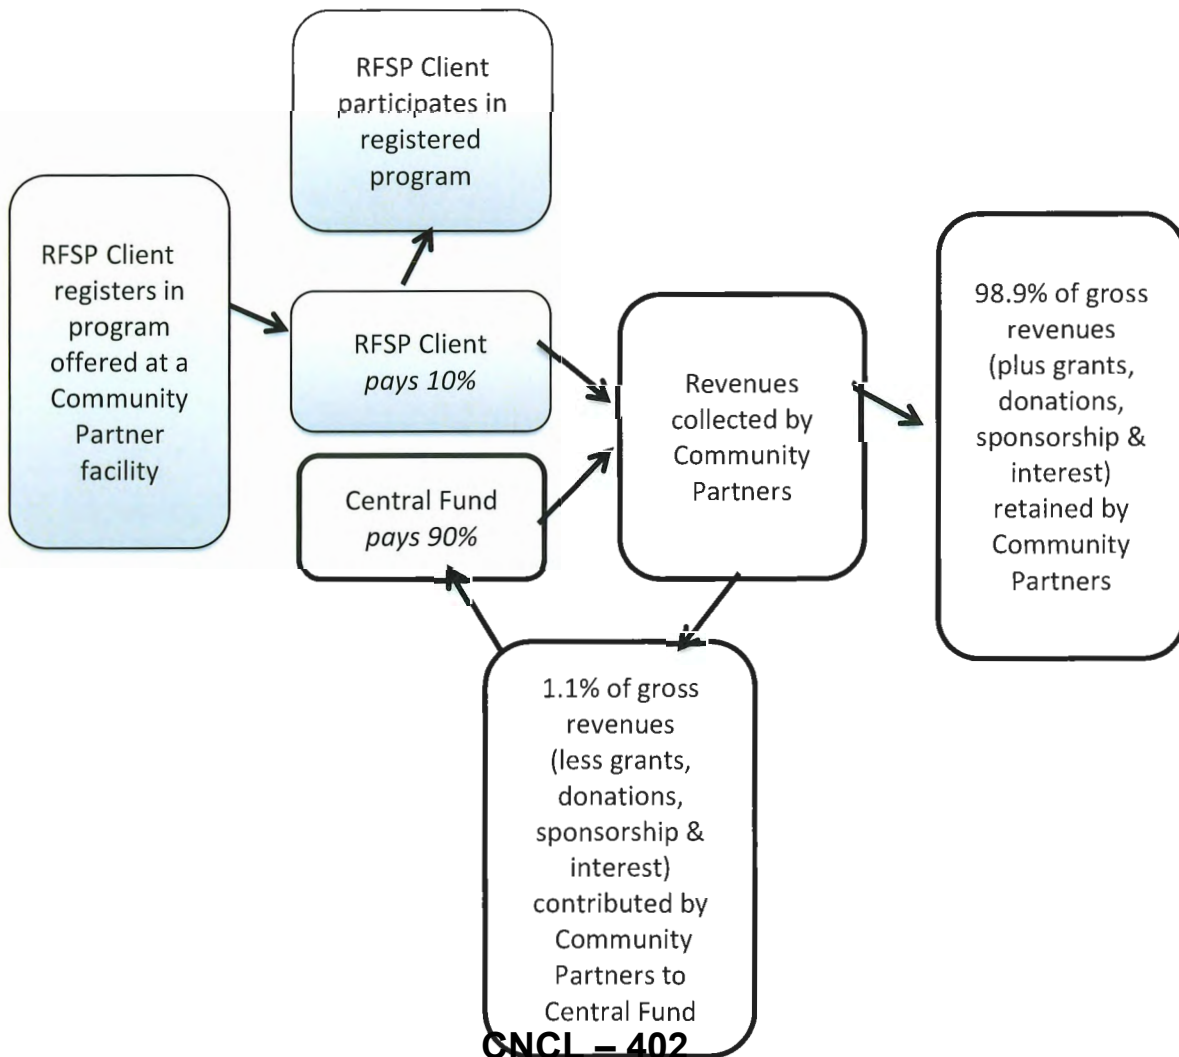 RFSP Client
participates in
registered
program
RFSP Client
registers in
program
offered at a
Community
Partner
facility
RFSP Client
pays 10%
Central Fund
pays 90%
Revenues
collected by
Community
Partners
98.9% of gross
revenues
(plus grants,
donations,
sponsorship &
interest)
retained by
Community
Partners
1.1% of gross
revenues
(less grants,
donations,
sponsorship &
interest)
contributed by
Community
Partners to
Central Fund
CNCL – 402